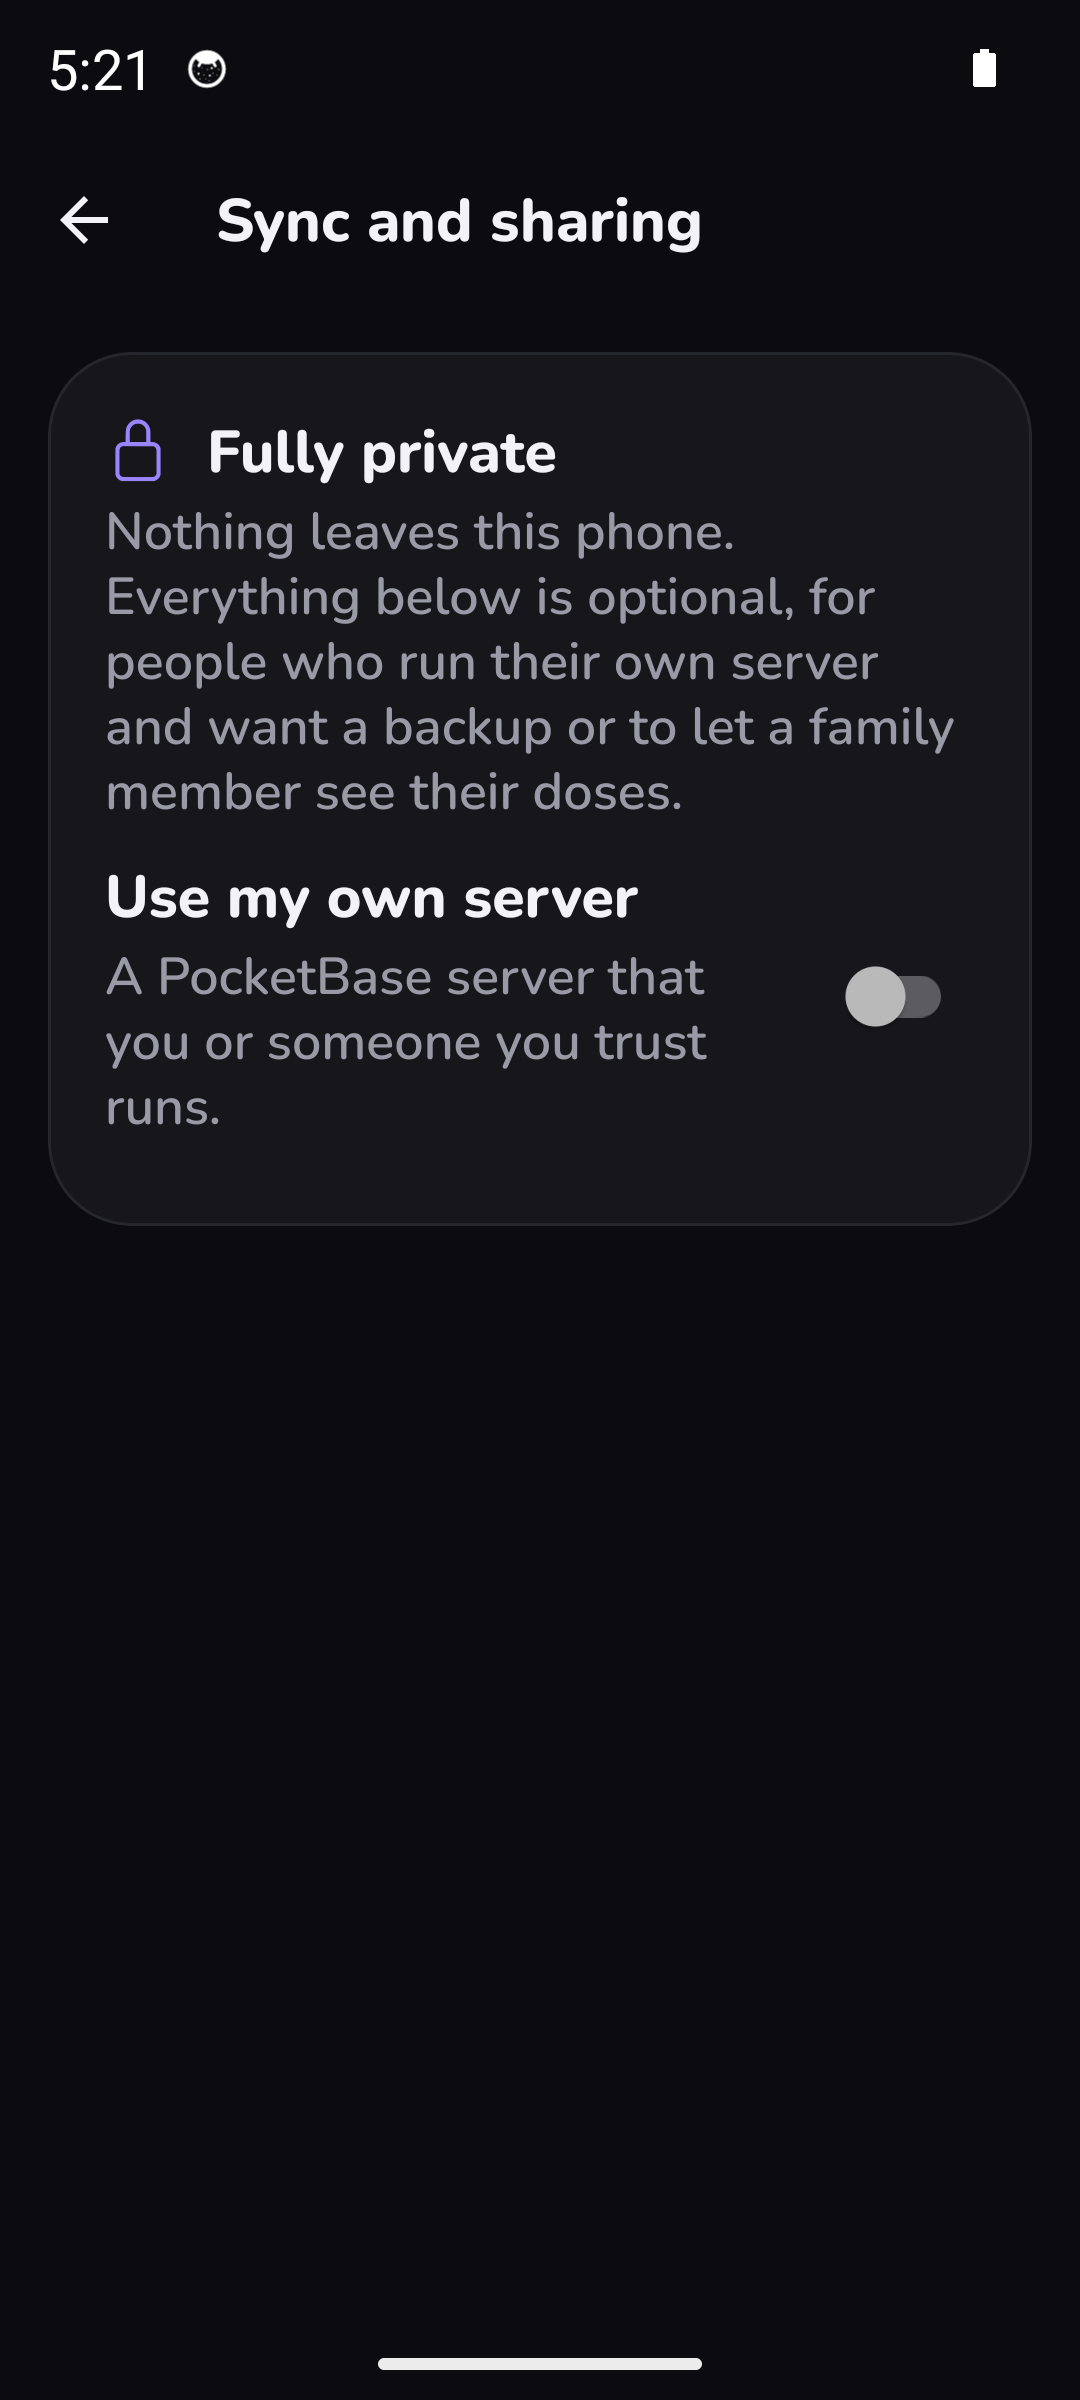 5:21
Sync and sharing
Fully private
Nothing leaves this phone.
Everything below is optional, for
people who run their own server
and want a backup or to let a family
member see their doses.
Use my own server
A PocketBase server that
you or someone you trust
runs.